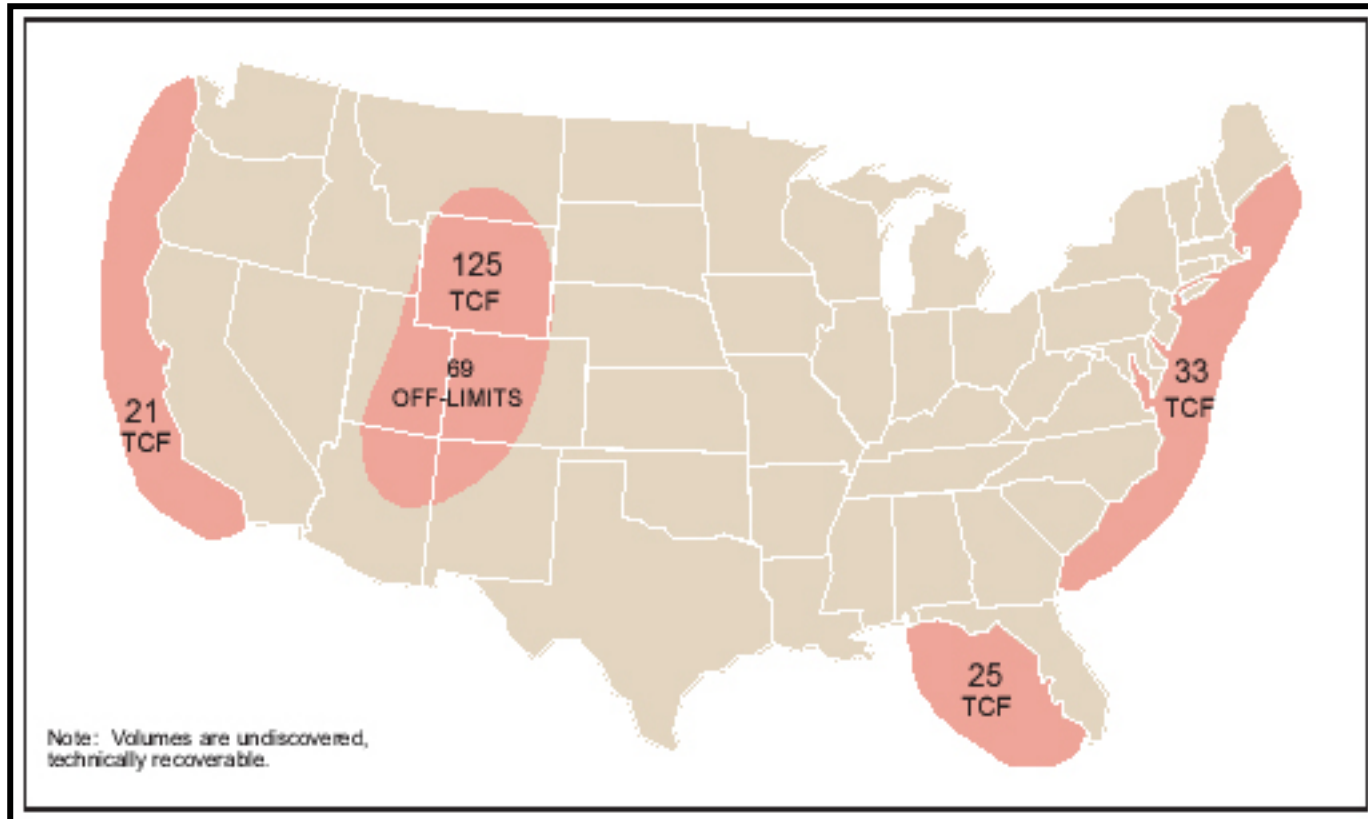 125
TCF
69
OFF-LIMITS
21
TCF
33
TCF
25
TCF
Note: Volumes are undiscovered,
technically recoverable.